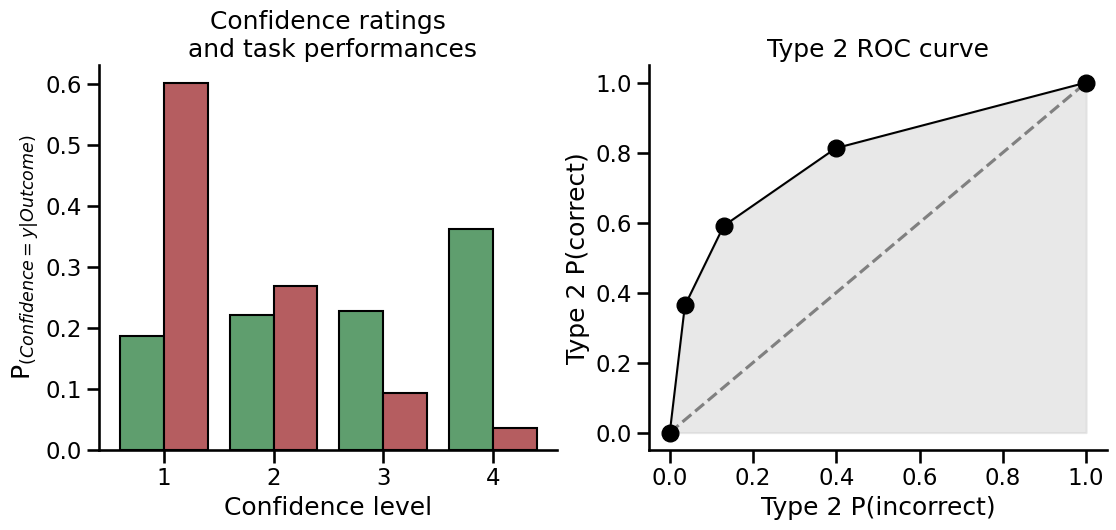 Confidence ratings
and task performances
P(Confidence = y|Outcome)
0.6
0.5
0.4
0.3
0.2
0.1
0.0
1 2 3 4
Confidence level
Type 2 ROC curve
Type 2 P(correct)
1.0
0.8
0.6
0.4
0.2
0.0
0.0 0.2 0.4 0.6 0.8 1.0
Type 2 P(incorrect)